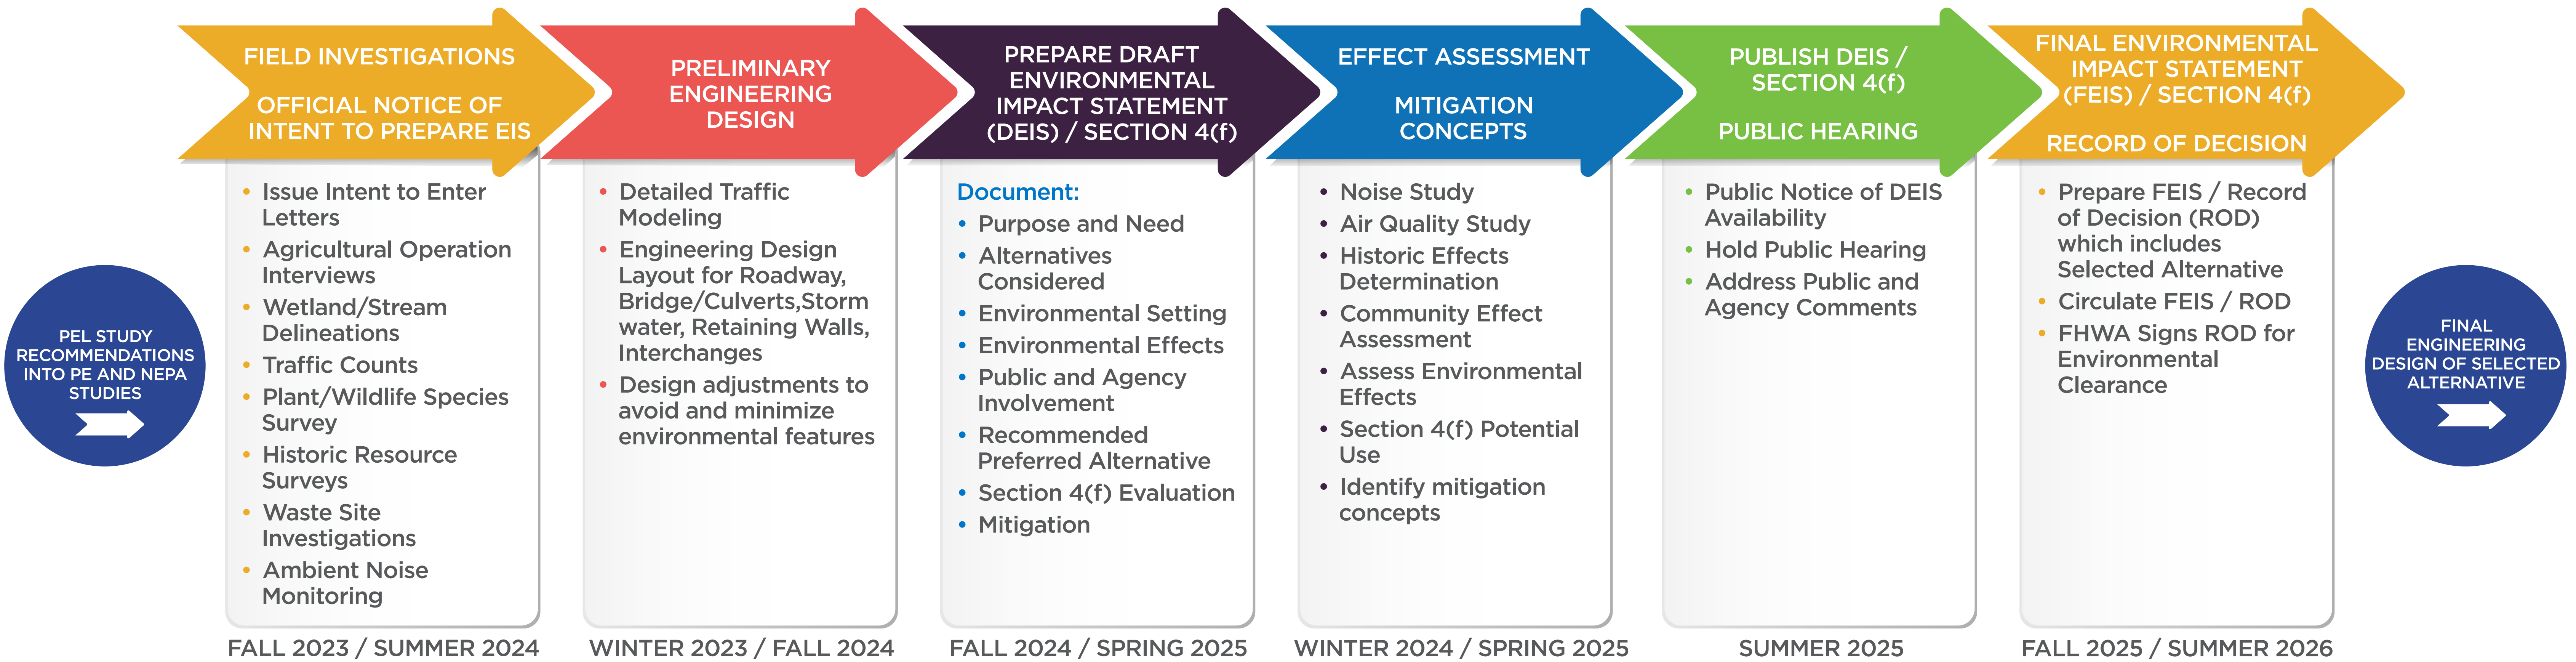 PEL STUDY
RECOMMENDATIONS
INTO PE AND NEPA
STUDIES
FIELD INVESTIGATIONS
OFFICIAL NOTICE OF
INTENT TO PREPARE EIS
• Issue Intent to Enter
Letters
• Agricultural Operation
Interviews
• Wetland/Stream
Delineations
• Traffic Counts
• Plant/Wildlife Species
Survey
• Historic Resource
Surveys
• Waste Site
Investigations
• Ambient Noise
Monitoring
FALL 2023 / SUMMER 2024
PRELIMINARY
ENGINEERING
DESIGN
• Detailed Traffic
Modeling
• Engineering Design
Layout for Roadway,
Bridge/Culverts,Storm
water, Retaining Walls,
Interchanges
• Design adjustments to
avoid and minimize
environmental features
WINTER 2023 / FALL 2024
PREPARE DRAFT
ENVIRONMENTAL
IMPACT STATEMENT
(DEIS) / SECTION 4(f)
Document:
• Purpose and Need
• Alternatives
Considered
• Environmental Setting
• Environmental Effects
• Public and Agency
Involvement
• Recommended
Preferred Alternative
• Section 4(f) Evaluation
• Mitigation
FALL 2024 / SPRING 2025
EFFECT ASSESSMENT
MITIGATION
CONCEPTS
• Noise Study
• Air Quality Study
• Historic Effects
Determination
• Community Effect
Assessment
• Assess Environmental
Effects
• Section 4(f) Potential
Use
• Identify mitigation
concepts
WINTER 2024 / SPRING 2025
PUBLISH DEIS /
SECTION 4(f)
PUBLIC HEARING
• Public Notice of DEIS
Availability
• Hold Public Hearing
• Address Public and
Agency Comments
SUMMER 2025
FINAL ENVIRONMENTAL
IMPACT STATEMENT
(FEIS) / SECTION 4(f)
RECORD OF DECISION
• Prepare FEIS / Record
of Decision (ROD)
which includes
Selected Alternative
• Circulate FEIS / ROD
• FHWA Signs ROD for
Environmental
Clearance
FALL 2025 / SUMMER 2026
FINAL
ENGINEERING
DESIGN OF SELECTED
ALTERNATIVE